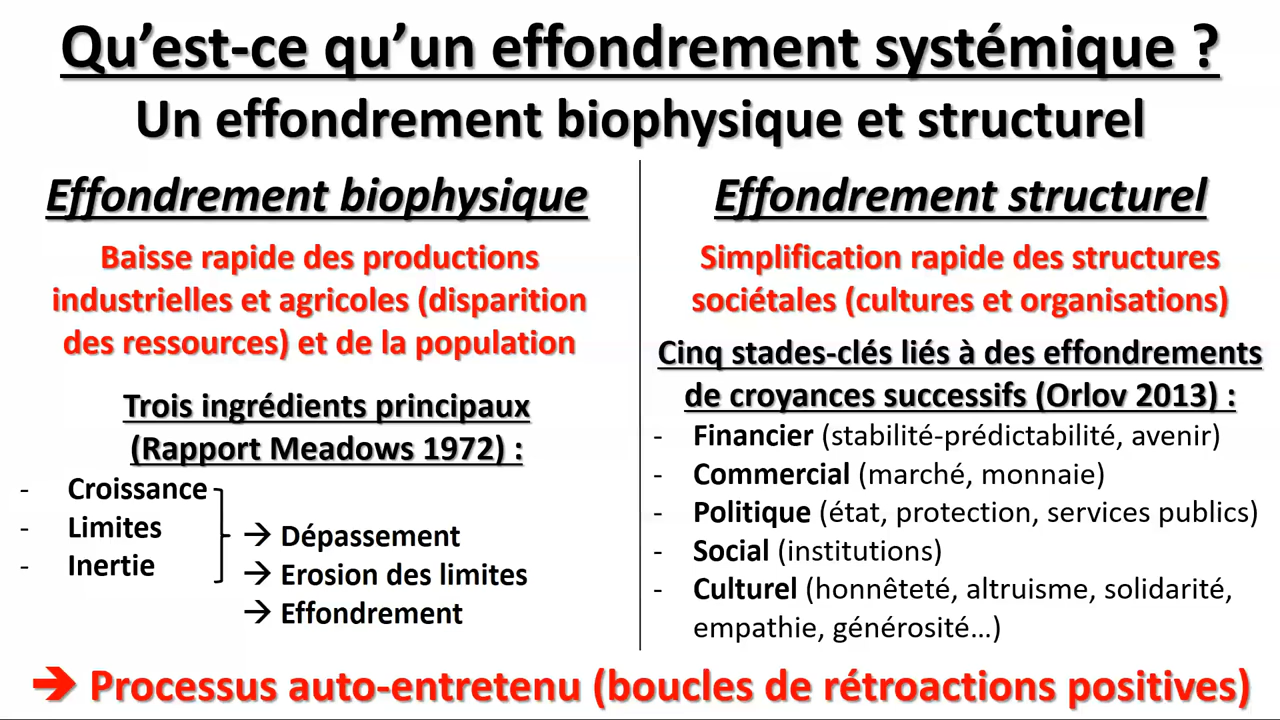 Qu’est-ce qu’un effondrement systémique ?
Un effondrement biophysique et structurel
Effondrement biophysique
Baisse rapide des productions
industrielles et agricoles (disparition
des ressources) et de la population
Trois ingrédients principaux
(Rapport Meadows 1972) :
- Croissance
- Limites
- Inertie
→ Dépassement
→ Erosion des limites
→ Effondrement
Effondrement structurel
Simplification rapide des structures
sociétales (cultures et organisations)
Cinq stades-clés liés à des effondrements
de croyances successifs (Orlov 2013) :
- Financier (stabilité-prédictabilité, avenir)
- Commercial (marché, monnaie)
- Politique (état, protection, services publics)
- Social (institutions)
- Culturel (honnêteté, altruisme, solidarité,
empathie, générosité…)
➔ Processus auto-entretenu (boucles de rétroactions positives)